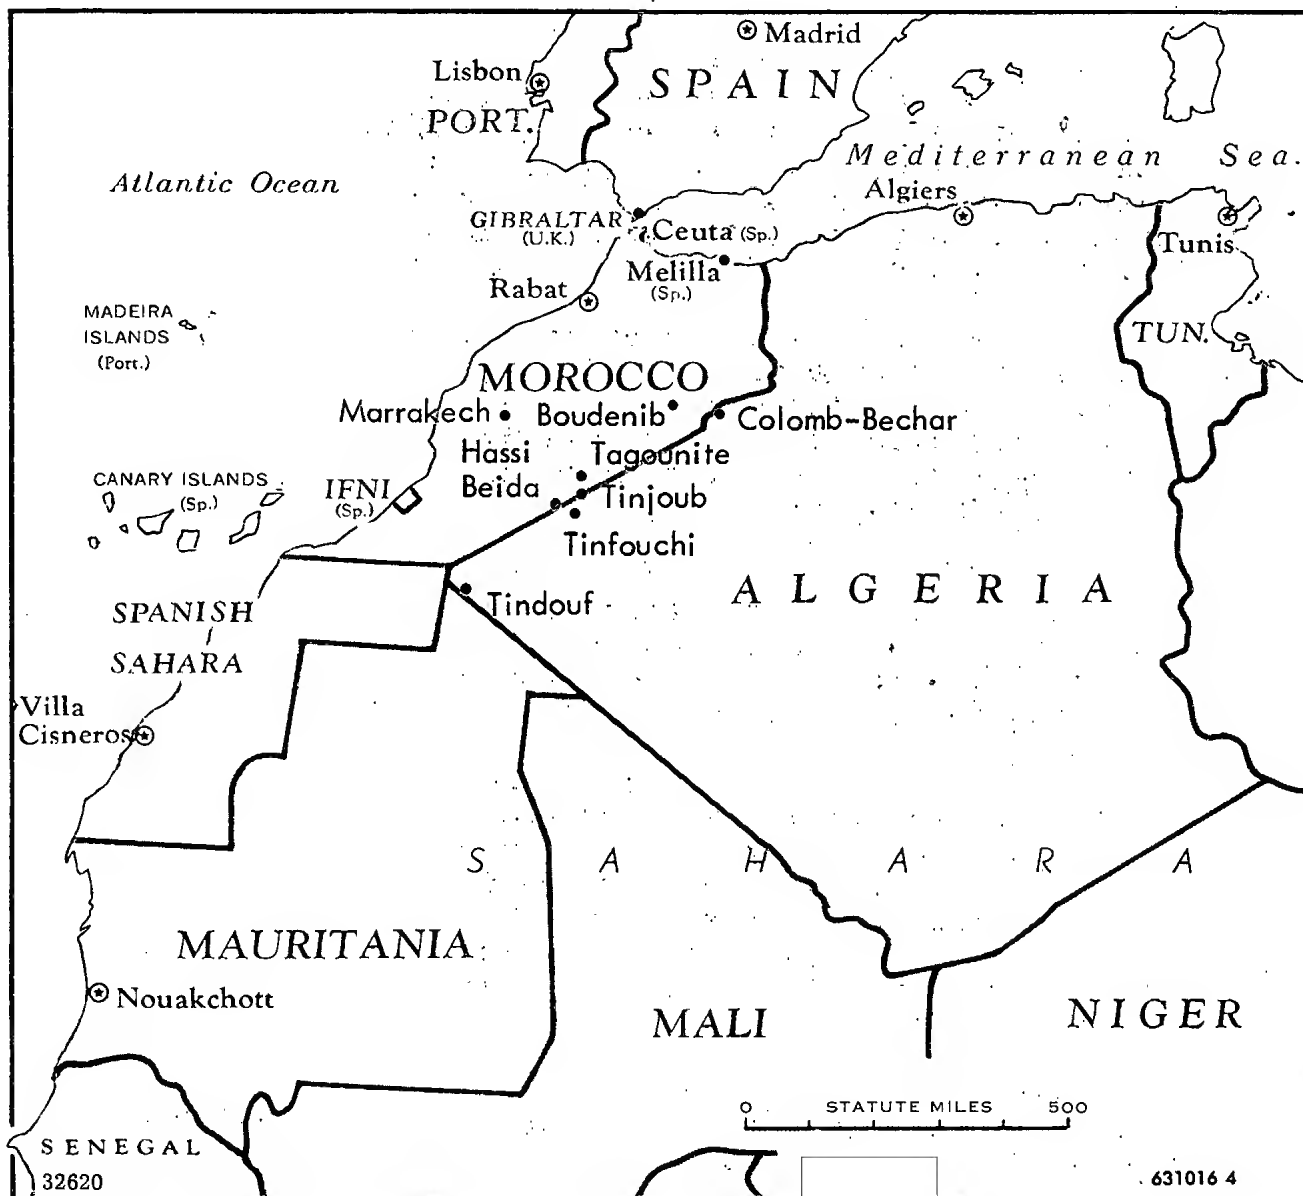 Madrid
Lisbon
SPAIN
PORT.
Mediterranean Sea.
Atlantic Ocean
Algiers
GIBRALTAR
(U.K.)
Ceuta (Sp.)
Tunis
Melilla
(Sp.)
Rabat
MADEIRA
ISLANDS
(Port.)
TUN.
MOROCCO
Marrakech
Boudenib
Colomb-Bechar
Hassi
Beida
Tagounite
CANARY ISLANDS
(Sp.)
IFNI
(Sp.)
Tinjoub
Tinfouchi
ALGERIA
SPANISH
SAHARA
Tindouf
Villa
Cisneros
SAHARA
MAURITANIA
Nouakchott
MALI
NIGER
0 STATUTE MILES 500
SENEGAL
32620
631016 4